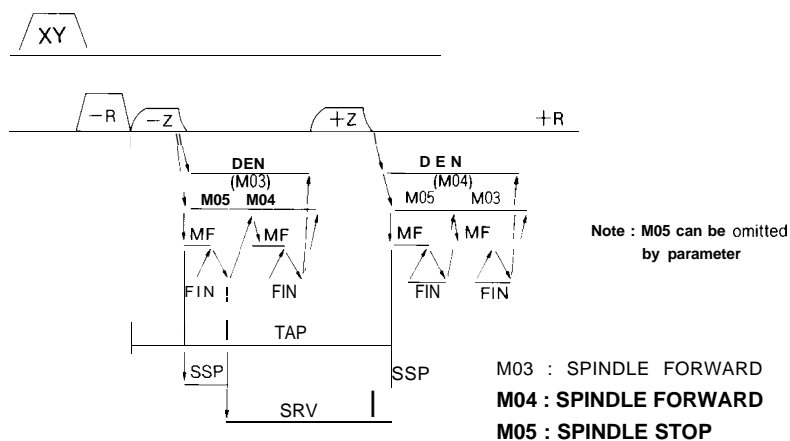 XY
−R −Z +Z +R
DEN DEN
(M03) (M04)
M05 M04 M05 M03
MF MF MF MF
Note : M05 can be omitted
by parameter
FIN FIN FIN FIN
TAP
SSP SSP
SRV
M03 : SPINDLE FORWARD
M04 : SPINDLE FORWARD
M05 : SPINDLE STOP